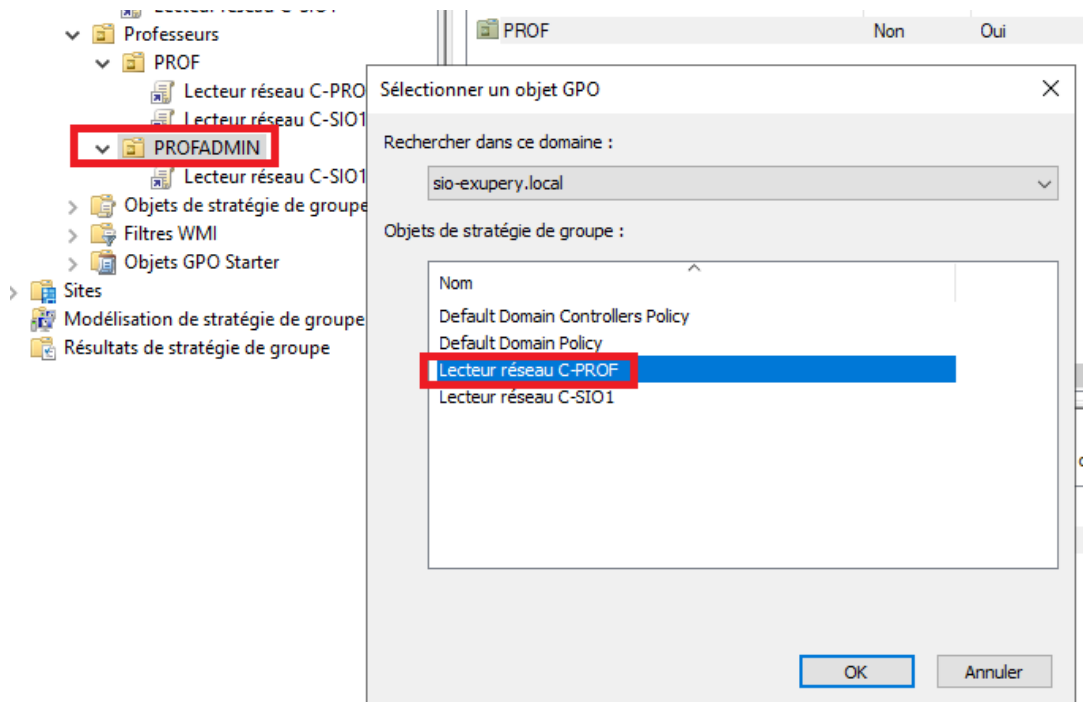 Professeurs
PROF
Lecteur réseau C-PRO
Lecteur réseau C-SIO1
PROFADMIN
Lecteur réseau C-SIO1
Objets de stratégie de groupe
Filtres WMI
Objets GPO Starter
Sites
Modélisation de stratégie de groupe
Résultats de stratégie de groupe
PROF Non Oui
Sélectionner un objet GPO
Rechercher dans ce domaine :
sio-exupery.local
Objets de stratégie de groupe :
Nom
Default Domain Controllers Policy
Default Domain Policy
Lecteur réseau C-PROF
Lecteur réseau C-SIO1
OK Annuler